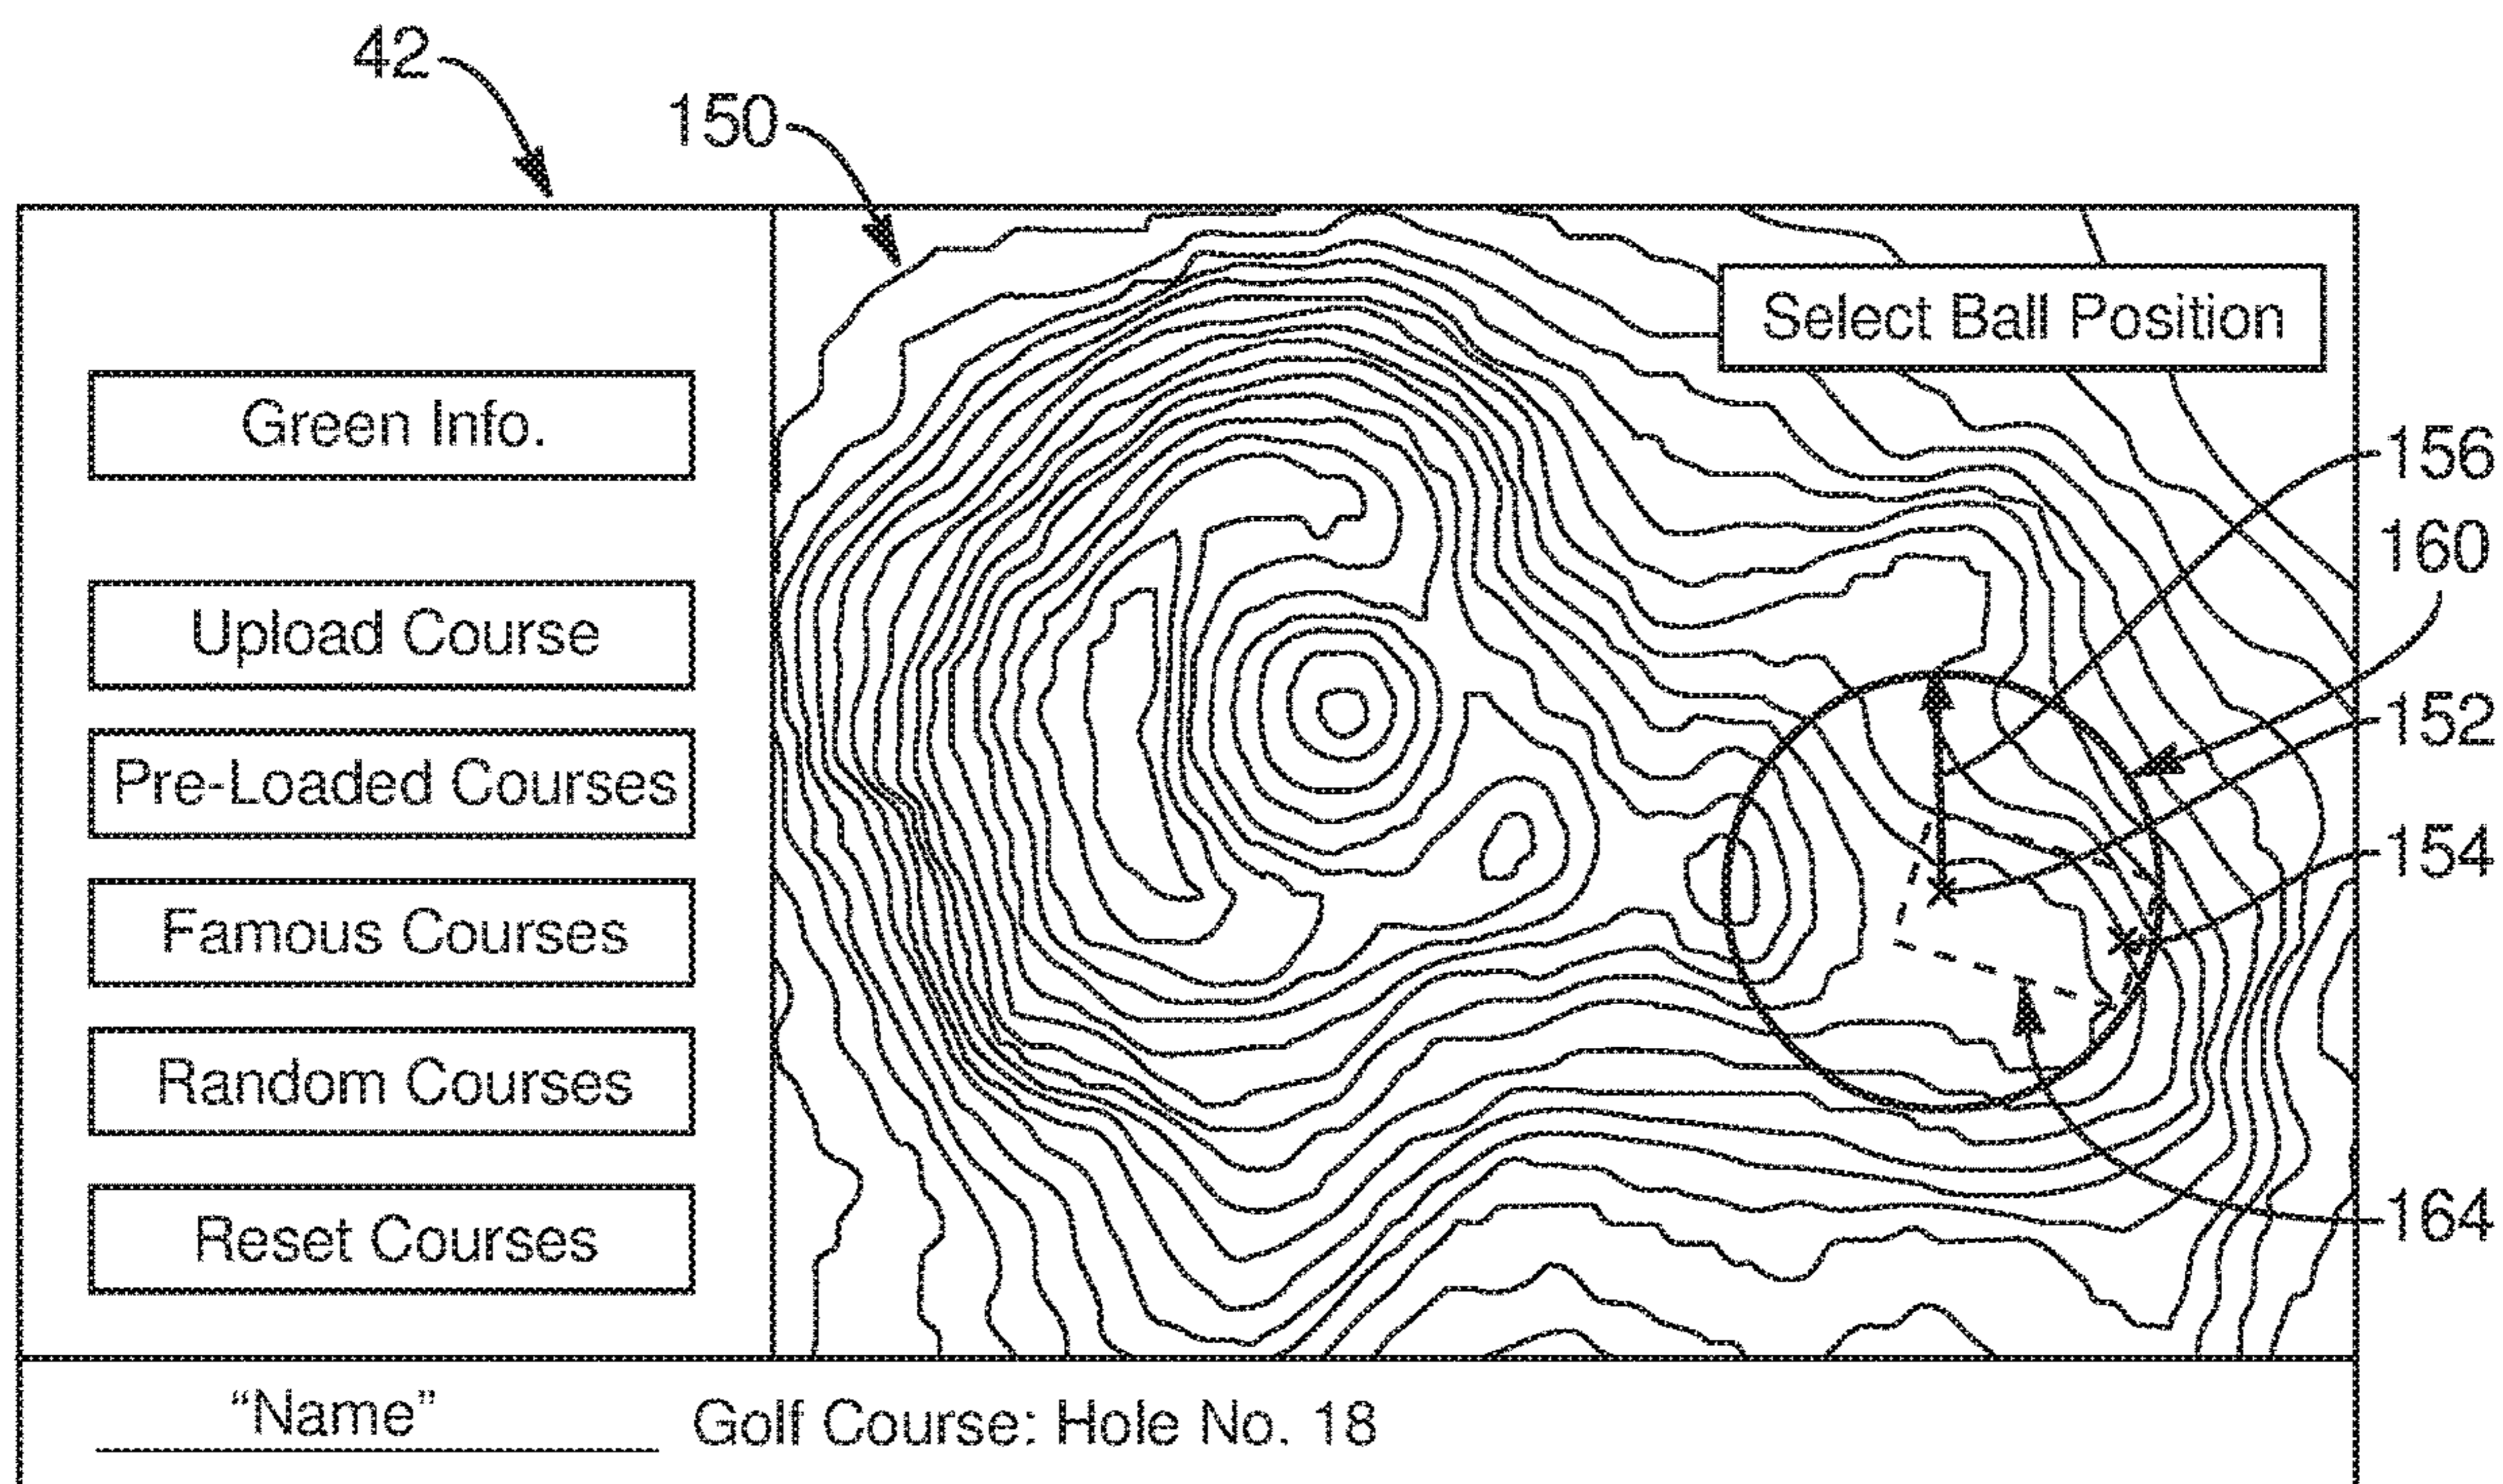 42
150
Select Ball Position
Green Info.
156
160
Upload Course
152
Pre-Loaded Courses
154
Famous Courses
Random Courses
164
Reset Courses
“Name”
Golf Course: Hole No. 18